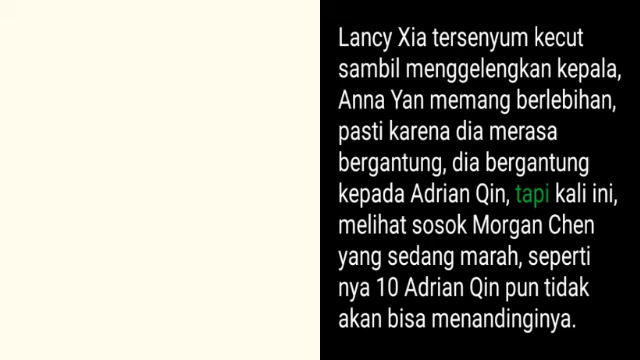 Lancy Xia tersenyum kecut
sambil menggelengkan kepala,
Anna Yan memang berlebihan,
pasti karena dia merasa
bergantung, dia bergantung
kepada Adrian Qin, tapi kali ini,
melihat sosok Morgan Chen
yang sedang marah, seperti
nya 10 Adrian Qin pun tidak
akan bisa menandinginya.